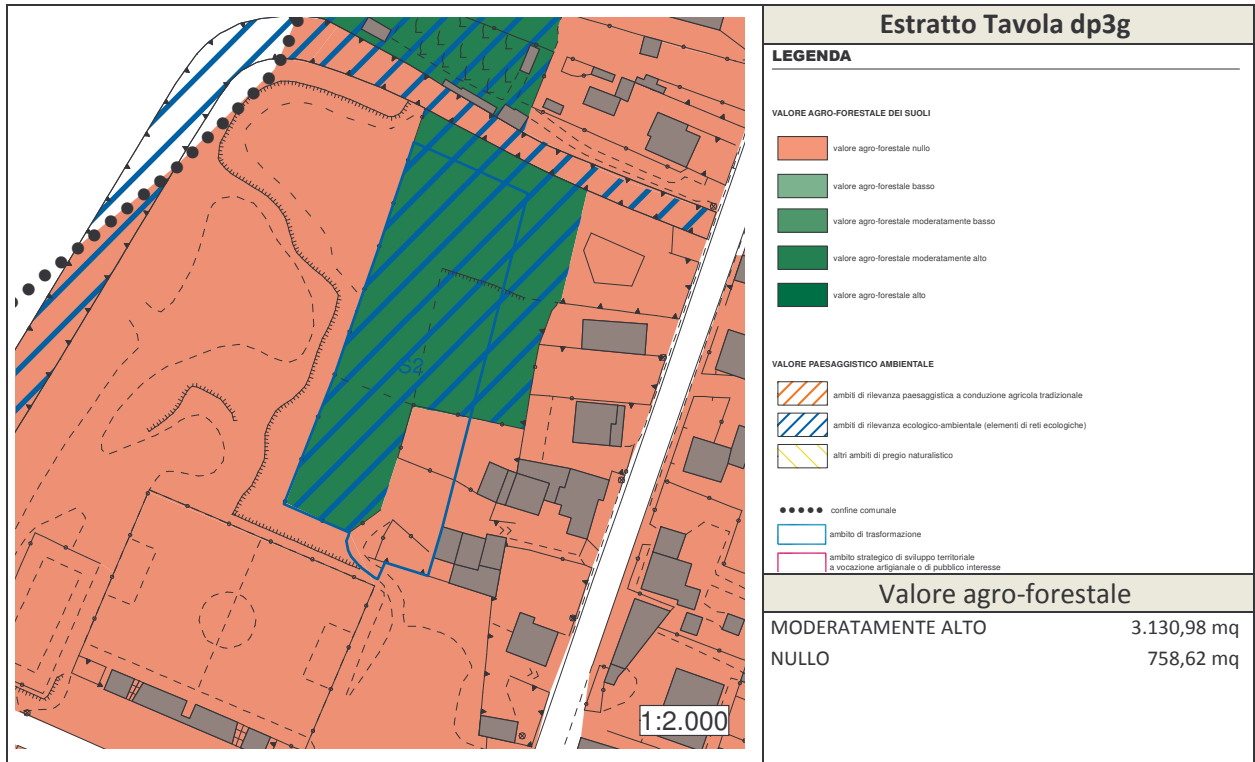 Estratto Tavola dp3g
LEGENDA
VALORE AGRO-FORESTALE DEI SUOLI
valore agro-forestale nullo
valore agro-forestale basso
valore agro-forestale moderatamente basso
valore agro-forestale moderatamente alto
valore agro-forestale alto
VALORE PAESAGGISTICO AMBIENTALE
ambiti di rilevanza paesaggistica a conduzione agricola tradizionale
ambiti di rilevanza ecologico-ambientale (elementi di reti ecologiche)
altri ambiti di pregio naturalistico
confine comunale
ambito di trasformazione
ambito strategico di sviluppo territoriale
a vocazione artigianale o di pubblico interesse
S2
1:2.000
Valore agro-forestale
MODERATAMENTE ALTO 3.130,98 mq
NULLO 758,62 mq